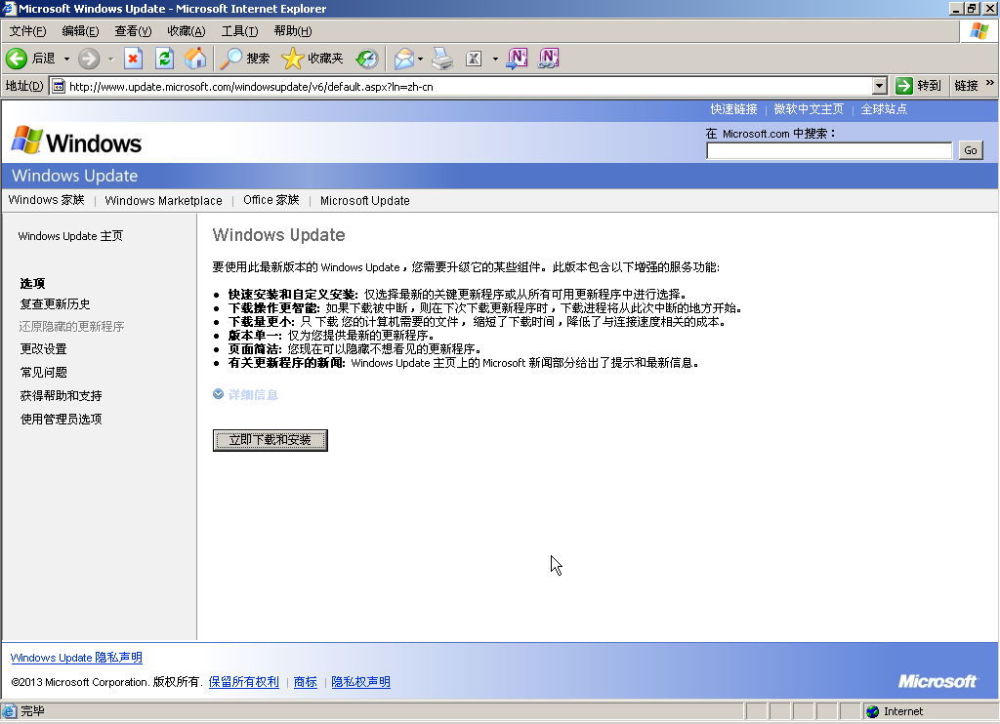 Microsoft Windows Update - Microsoft Internet Explorer
文件(F) 编辑(E) 查看(V) 收藏(A) 工具(T) 帮助(H)
后退 搜索 收藏夹
地址(D) http://www.update.microsoft.com/windowsupdate/v6/default.aspx?ln=zh-cn 转到 链接 »
快速链接 | 微软中文主页 | 全球站点
Windows
在 Microsoft.com 中搜索：
Go
Windows Update
Windows 家族 | Windows Marketplace | Office 家族 | Microsoft Update
Windows Update 主页
选项
复查更新历史
还原隐藏的更新程序
更改设置
常见问题
获得帮助和支持
使用管理员选项
Windows Update
要使用此最新版本的 Windows Update，您需要升级它的某些组件。此版本包含以下增强的服务功能:
• 快速安装和自定义安装: 仅选择最新的关键更新程序或从所有可用更新程序中进行选择。
• 下载操作更智能: 如果下载被中断，则在下次下载更新程序时，下载进程将从此次中断的地方开始。
• 下载量更小: 只 下载 您的计算机需要的文件，缩短了下载时间，降低了与连接速度相关的成本。
• 版本单一: 仅为您提供最新的更新程序。
• 页面简洁: 您现在可以隐藏不想看见的更新程序。
• 有关更新程序的新闻: Windows Update 主页上的 Microsoft 新闻部分给出了提示和最新信息。
详细信息
立即下载和安装
Windows Update 隐私声明
©2013 Microsoft Corporation. 版权所有. 保留所有权利 | 商标 | 隐私权声明
Microsoft
完毕 Internet